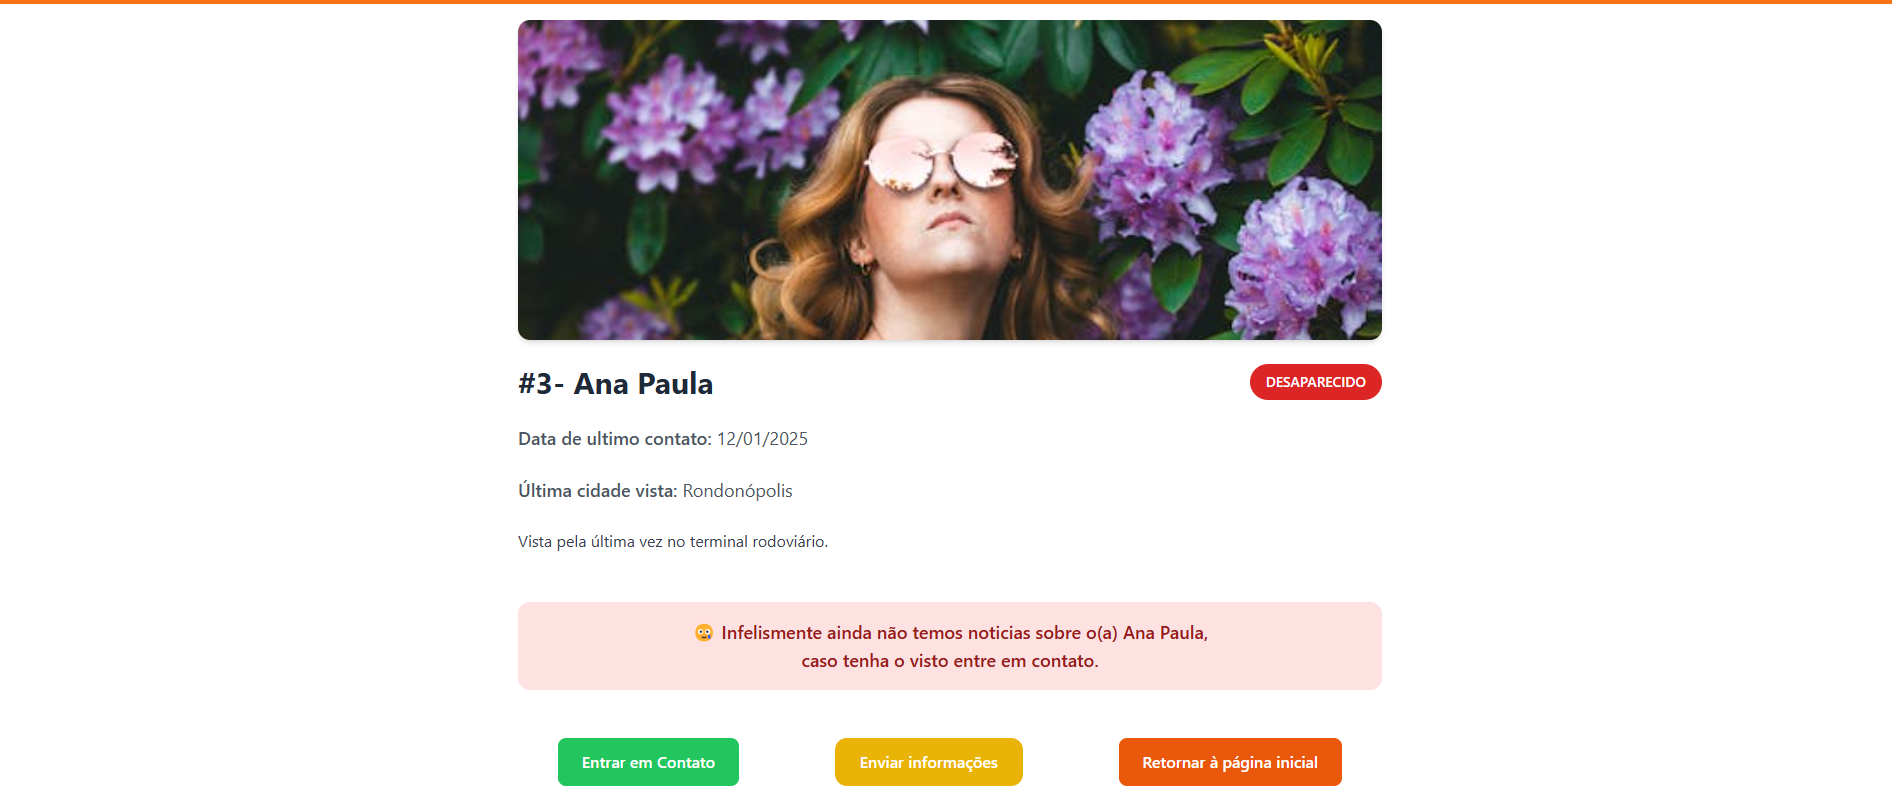 #3- Ana Paula
DESAPARECIDO
Data de ultimo contato: 12/01/2025
Última cidade vista: Rondonópolis
Vista pela última vez no terminal rodoviário.
😢 Infelismente ainda não temos noticias sobre o(a) Ana Paula,
caso tenha o visto entre em contato.
Entrar em Contato
Enviar informações
Retornar à página inicial